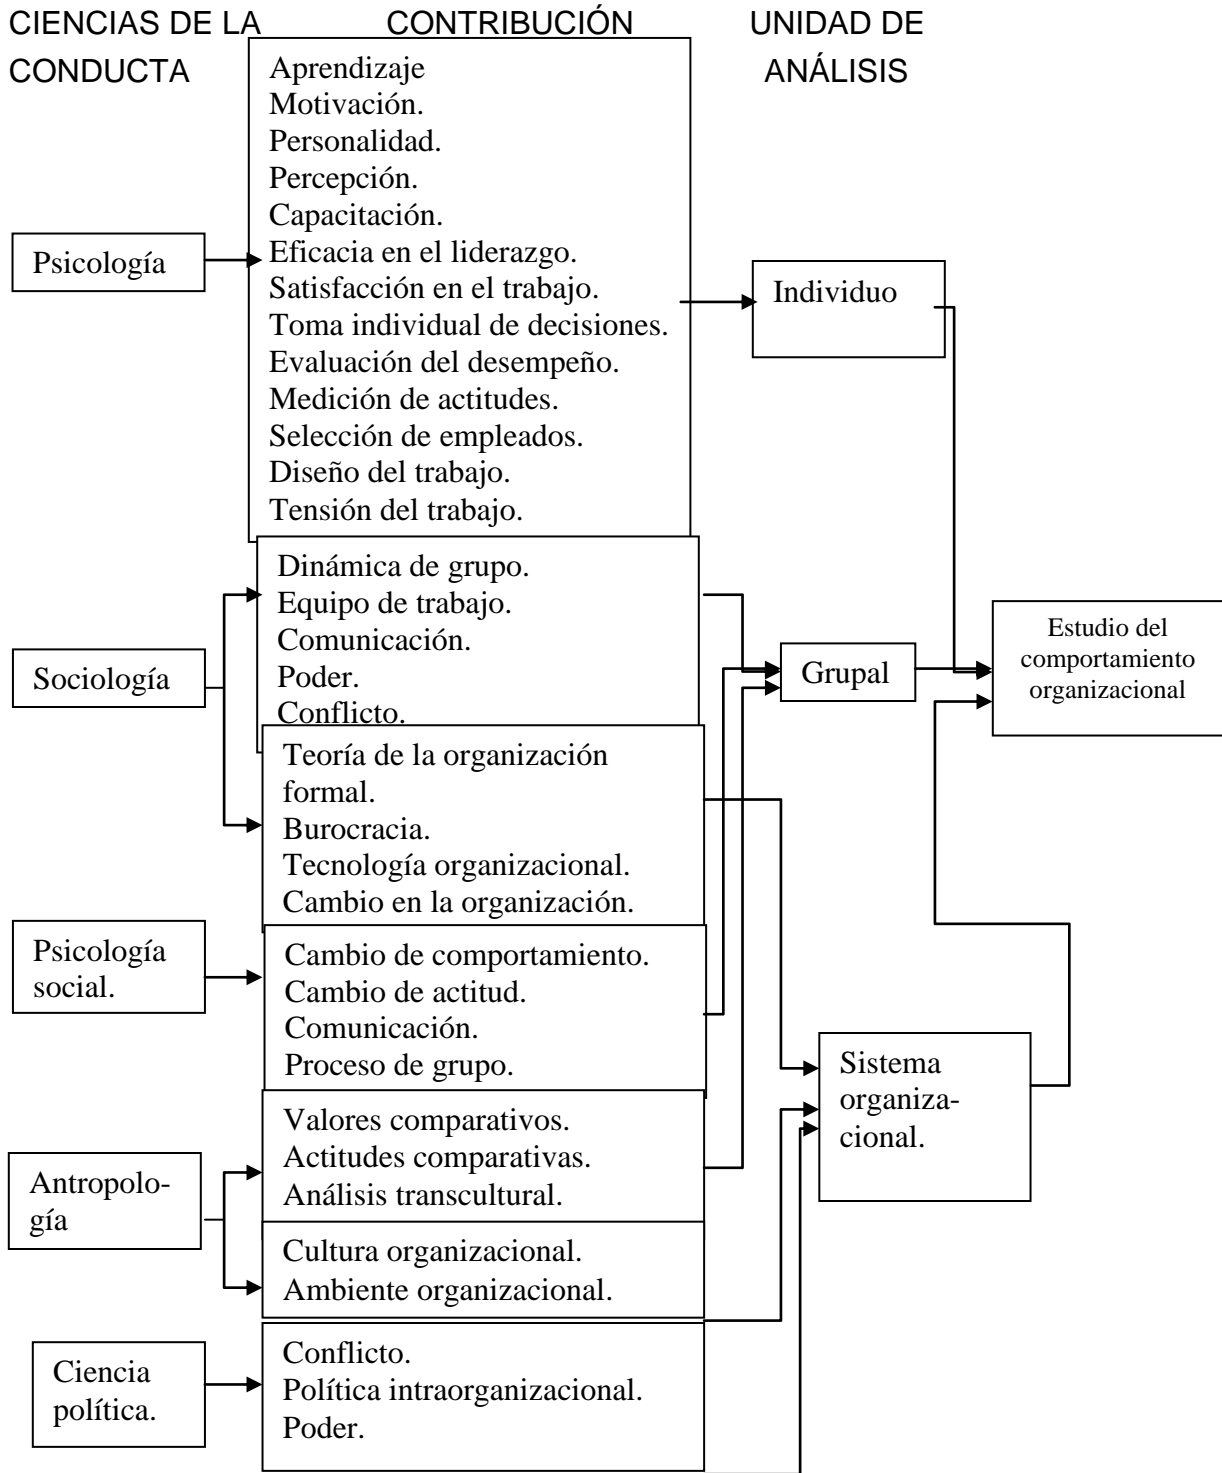 CIENCIAS DE LA CONTRIBUCIÓN UNIDAD DE
CONDUCTA ANÁLISIS
Aprendizaje
Motivación.
Personalidad.
Percepción.
Capacitación.
Eficacia en el liderazgo.
Satisfacción en el trabajo.
Toma individual de decisiones.
Evaluación del desempeño.
Medición de actitudes.
Selección de empleados.
Diseño del trabajo.
Tensión del trabajo.
Psicología
Individuo
Dinámica de grupo.
Equipo de trabajo.
Comunicación.
Poder.
Conflicto.
Sociología
Grupal
Estudio del
comportamiento
organizacional
Teoría de la organización
formal.
Burocracia.
Tecnología organizacional.
Cambio en la organización.
Psicología
social.
Cambio de comportamiento.
Cambio de actitud.
Comunicación.
Proceso de grupo.
Sistema
organiza-
cional.
Antropolo-
gía
Valores comparativos.
Actitudes comparativas.
Análisis transcultural.
Cultura organizacional.
Ambiente organizacional.
Ciencia
política.
Conflicto.
Política intraorganizacional.
Poder.